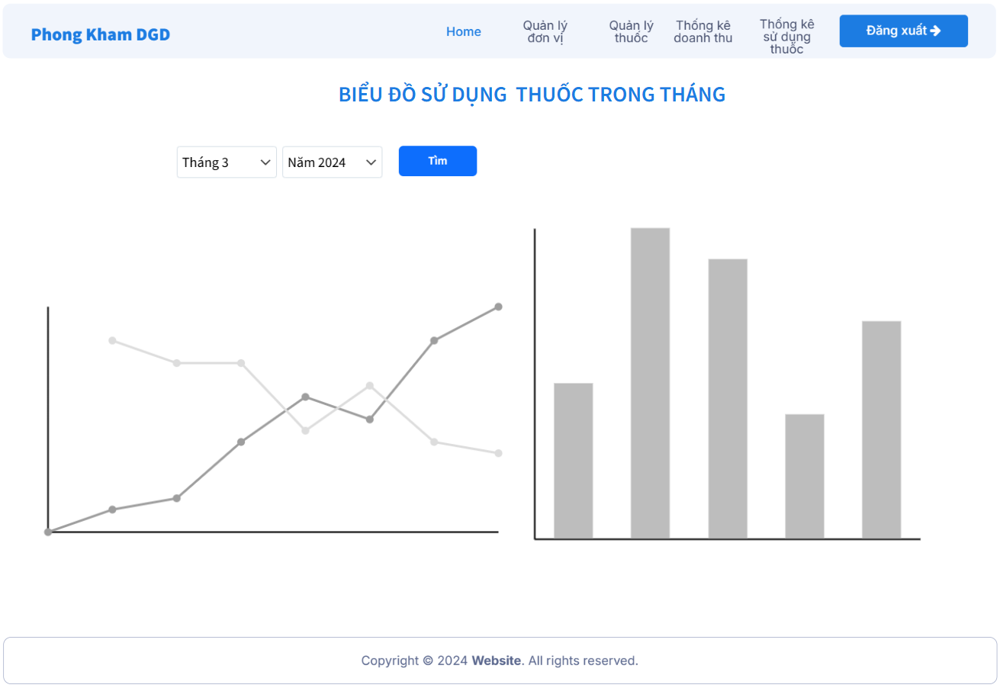 Phong Kham DGD
Home
Quản lý
đơn vị
Quản lý
thuốc
Thống kê
doanh thu
Thống kê
sử dụng
thuốc
Đăng xuất
BIỂU ĐỒ SỬ DỤNG THUỐC TRONG THÁNG
Tháng 3
Năm 2024
Tìm
Copyright © 2024 Website. All rights reserved.